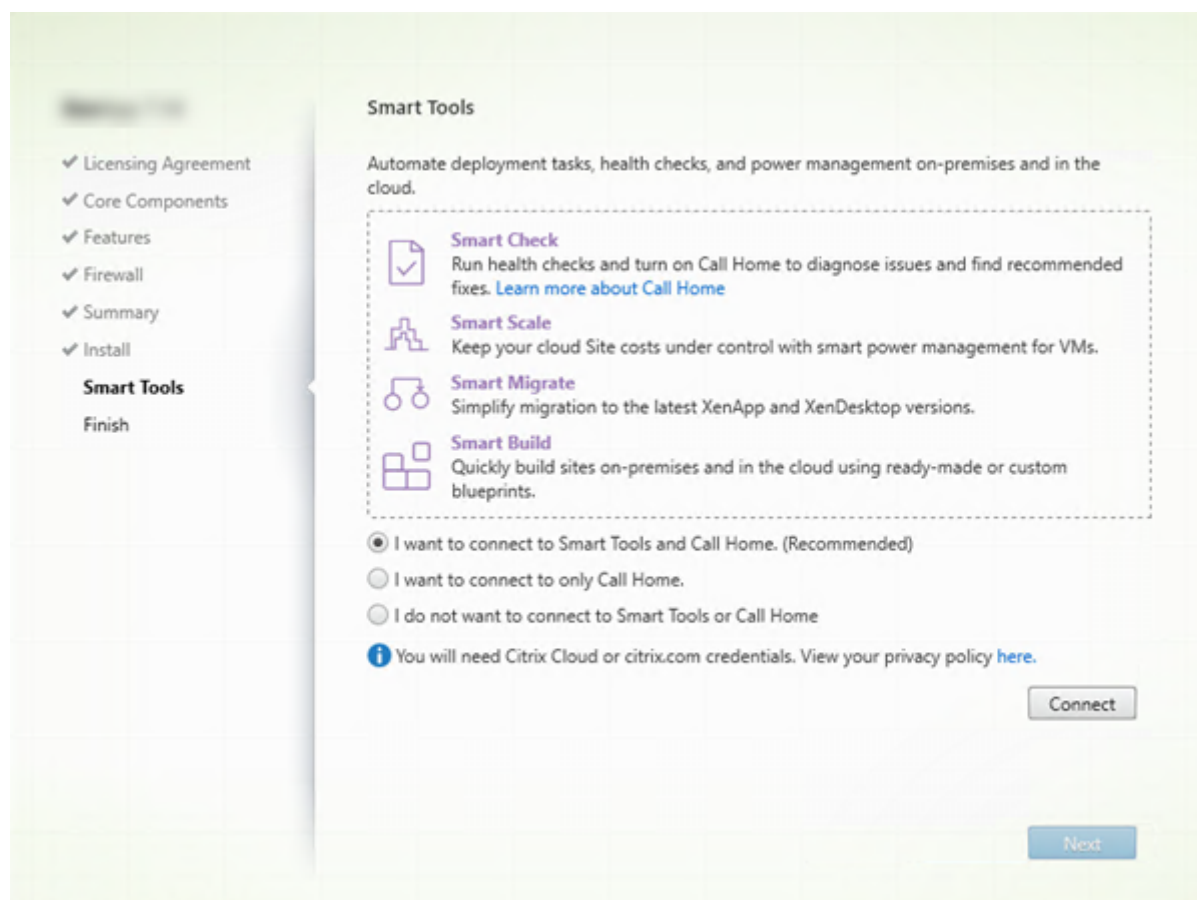 Licensing Agreement
Core Components
Features
Firewall
Summary
Install
Smart Tools
Finish
Smart Tools
Automate deployment tasks, health checks, and power management on-premises and in the
cloud.
Smart Check
Run health checks and turn on Call Home to diagnose issues and find recommended
fixes. Learn more about Call Home
Smart Scale
Keep your cloud Site costs under control with smart power management for VMs.
Smart Migrate
Simplify migration to the latest XenApp and XenDesktop versions.
Smart Build
Quickly build sites on-premises and in the cloud using ready-made or custom
blueprints.
I want to connect to Smart Tools and Call Home. (Recommended)
I want to connect to only Call Home.
I do not want to connect to Smart Tools or Call Home
You will need Citrix Cloud or citrix.com credentials. View your privacy policy here.
Connect
Next